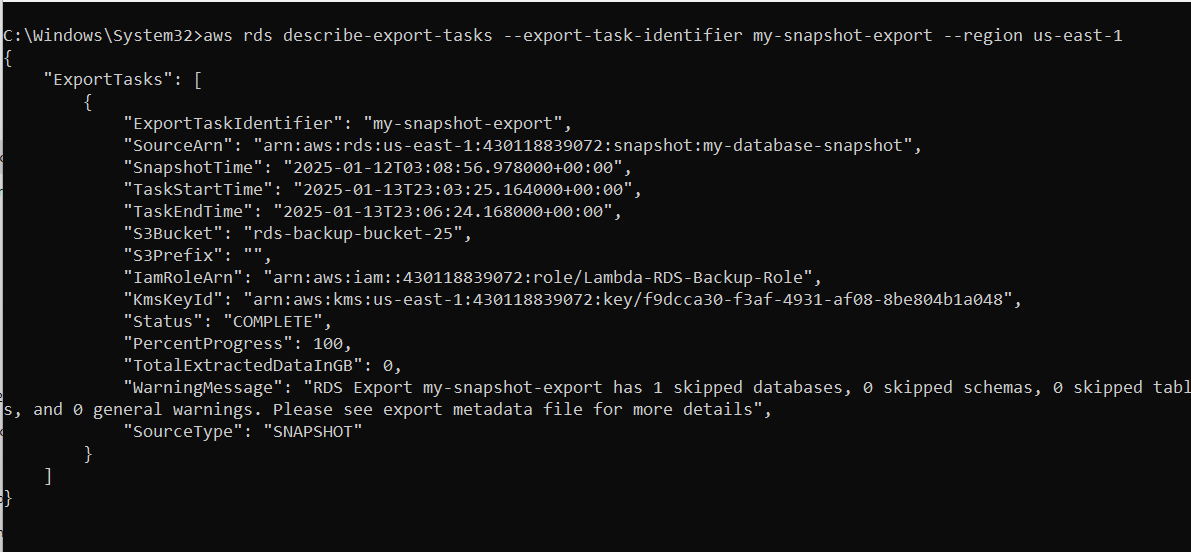 C:\Windows\System32>aws rds describe-export-tasks --export-task-identifier my-snapshot-export --region us-east-1
{
    "ExportTasks": [
        {
            "ExportTaskIdentifier": "my-snapshot-export",
            "SourceArn": "arn:aws:rds:us-east-1:430118839072:snapshot:my-database-snapshot",
            "SnapshotTime": "2025-01-12T03:08:56.978000+00:00",
            "TaskStartTime": "2025-01-13T23:03:25.164000+00:00",
            "TaskEndTime": "2025-01-13T23:06:24.168000+00:00",
            "S3Bucket": "rds-backup-bucket-25",
            "S3Prefix": "",
            "IamRoleArn": "arn:aws:iam::430118839072:role/Lambda-RDS-Backup-Role",
            "KmsKeyId": "arn:aws:kms:us-east-1:430118839072:key/f9dcca30-f3af-4931-af08-8be804b1a048",
            "Status": "COMPLETE",
            "PercentProgress": 100,
            "TotalExtractedDataInGB": 0,
            "WarningMessage": "RDS Export my-snapshot-export has 1 skipped databases, 0 skipped schemas, 0 skipped tabl
s, and 0 general warnings. Please see export metadata file for more details",
            "SourceType": "SNAPSHOT"
        }
    ]
}